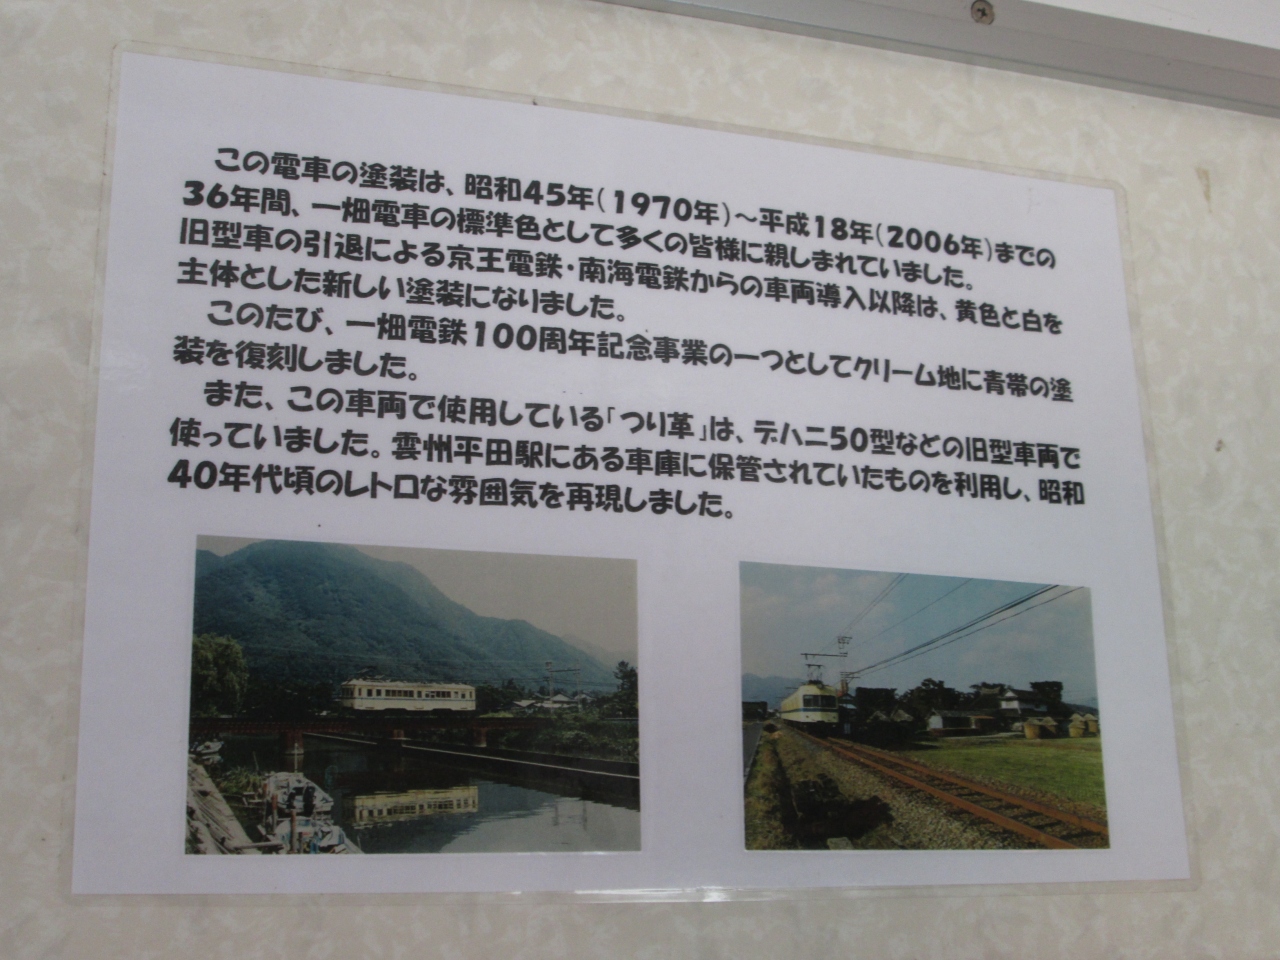 この電車の塗装は、昭和45年(1970年)～平成18年(2006年)までの
36年間、一畑電車の標準色として多くの皆様に親しまれていました。
旧型車の引退による京王電鉄・南海電鉄からの車両導入以降は、黄色と白を
主体とした新しい塗装になりました。
このたび、一畑電鉄100周年記念事業の一つとしてクリーム地に青帯の塗
装を復刻しました。
また、この車両で使用している「つり革」は、デハニ50型などの旧型車両で
使っていました。雲州平田駅にある車庫に保管されていたものを利用し、昭和
40年代頃のレトロな雰囲気を再現しました。